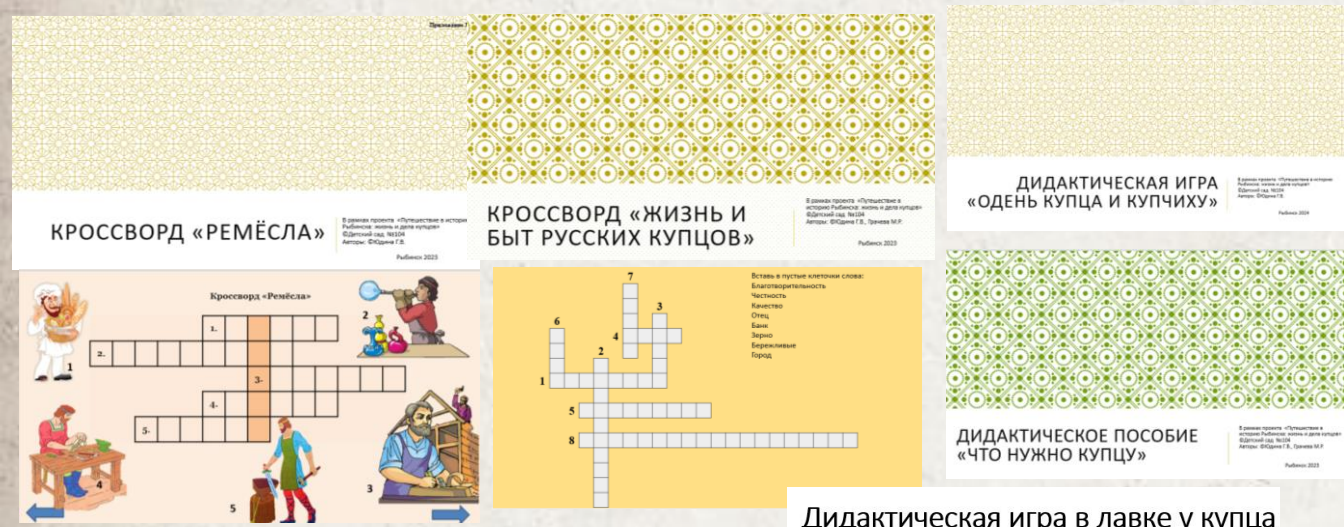 Приложение 7
КРОССВОРД «РЕМЁСЛА»
В рамках проекта «Путешествие в историю
Рыбинска: жизнь и дела купцов»
©Детский сад №104
Авторы: ©Юдина Г.В.
Рыбинск 2023
Кроссворд «Ремёсла»
1.
2.
3.
4.
5.
1
2
3
4
5
КРОССВОРД «ЖИЗНЬ И
БЫТ РУССКИХ КУПЦОВ»
В рамках проекта «Путешествие в
историю Рыбинска: жизнь и дела купцов»
©Детский сад №104
Авторы: ©Юдина Г.В., Грачева М.Р.
Рыбинск 2023
7
3
6
4
2
1
5
8
Вставь в пустые клеточки слова:
Благотворительность
Честность
Качество
Отец
Банк
Зерно
Бережливые
Город
ДИДАКТИЧЕСКАЯ ИГРА
«ОДЕНЬ КУПЦА И КУПЧИХУ»
В рамках проекта «Путешествие в историю
Рыбинска: жизнь и дела купцов»
©Детский сад №104
Авторы: ©Юдина Г.В.
Рыбинск 2024
ДИДАКТИЧЕСКОЕ ПОСОБИЕ
«ЧТО НУЖНО КУПЦУ»
В рамках проекта «Путешествие в
историю Рыбинска: жизнь и дела купцов»
©Детский сад №104
Авторы: ©Юдина Г.В., Грачева М.Р.
Рыбинск 2023
Дидактическая игра в лавке у купца